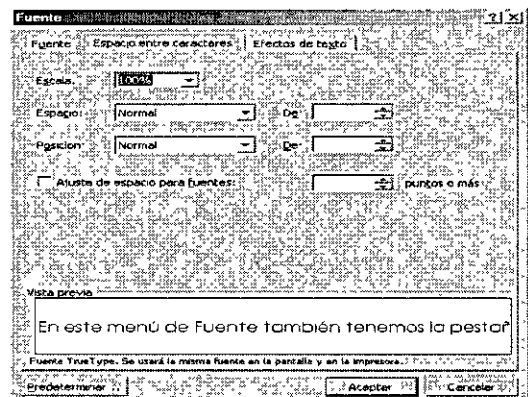 Fuente
Fuente Espacio entre caracteres Efectos de texto
Escala: 100%
Espacio: Normal De:
Posición: Normal De:
Ajuste de espacio para fuentes: puntos o más
Vista previa
En este menú de Fuente también tenemos la pestañ
Fuente TrueType. Se usará la misma fuente en la pantalla y en la impresora.
Predeterminar Aceptar Cancelar